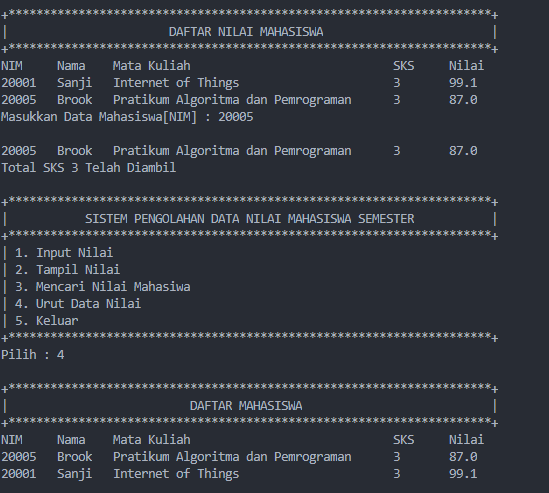 +*********************************************************************+
|                       DAFTAR NILAI MAHASISWA                        |
+*********************************************************************+
NIM     Nama    Mata Kuliah                             SKS     Nilai
20001   Sanji   Internet of Things                      3       99.1
20005   Brook   Pratikum Algoritma dan Pemrograman      3       87.0
Masukkan Data Mahasiswa[NIM] : 20005
20005   Brook   Pratikum Algoritma dan Pemrograman      3       87.0
Total SKS 3 Telah Diambil
+*********************************************************************+
|           SISTEM PENGOLAHAN DATA NILAI MAHASISWA SEMESTER           |
+*********************************************************************+
| 1. Input Nilai
| 2. Tampil Nilai
| 3. Mencari Nilai Mahasiwa
| 4. Urut Data Nilai
| 5. Keluar
+*********************************************************************+
Pilih : 4
+*********************************************************************+
|                          DAFTAR MAHASISWA                           |
+*********************************************************************+
NIM     Nama    Mata Kuliah                             SKS     Nilai
20005   Brook   Pratikum Algoritma dan Pemrograman      3       87.0
20001   Sanji   Internet of Things                      3       99.1